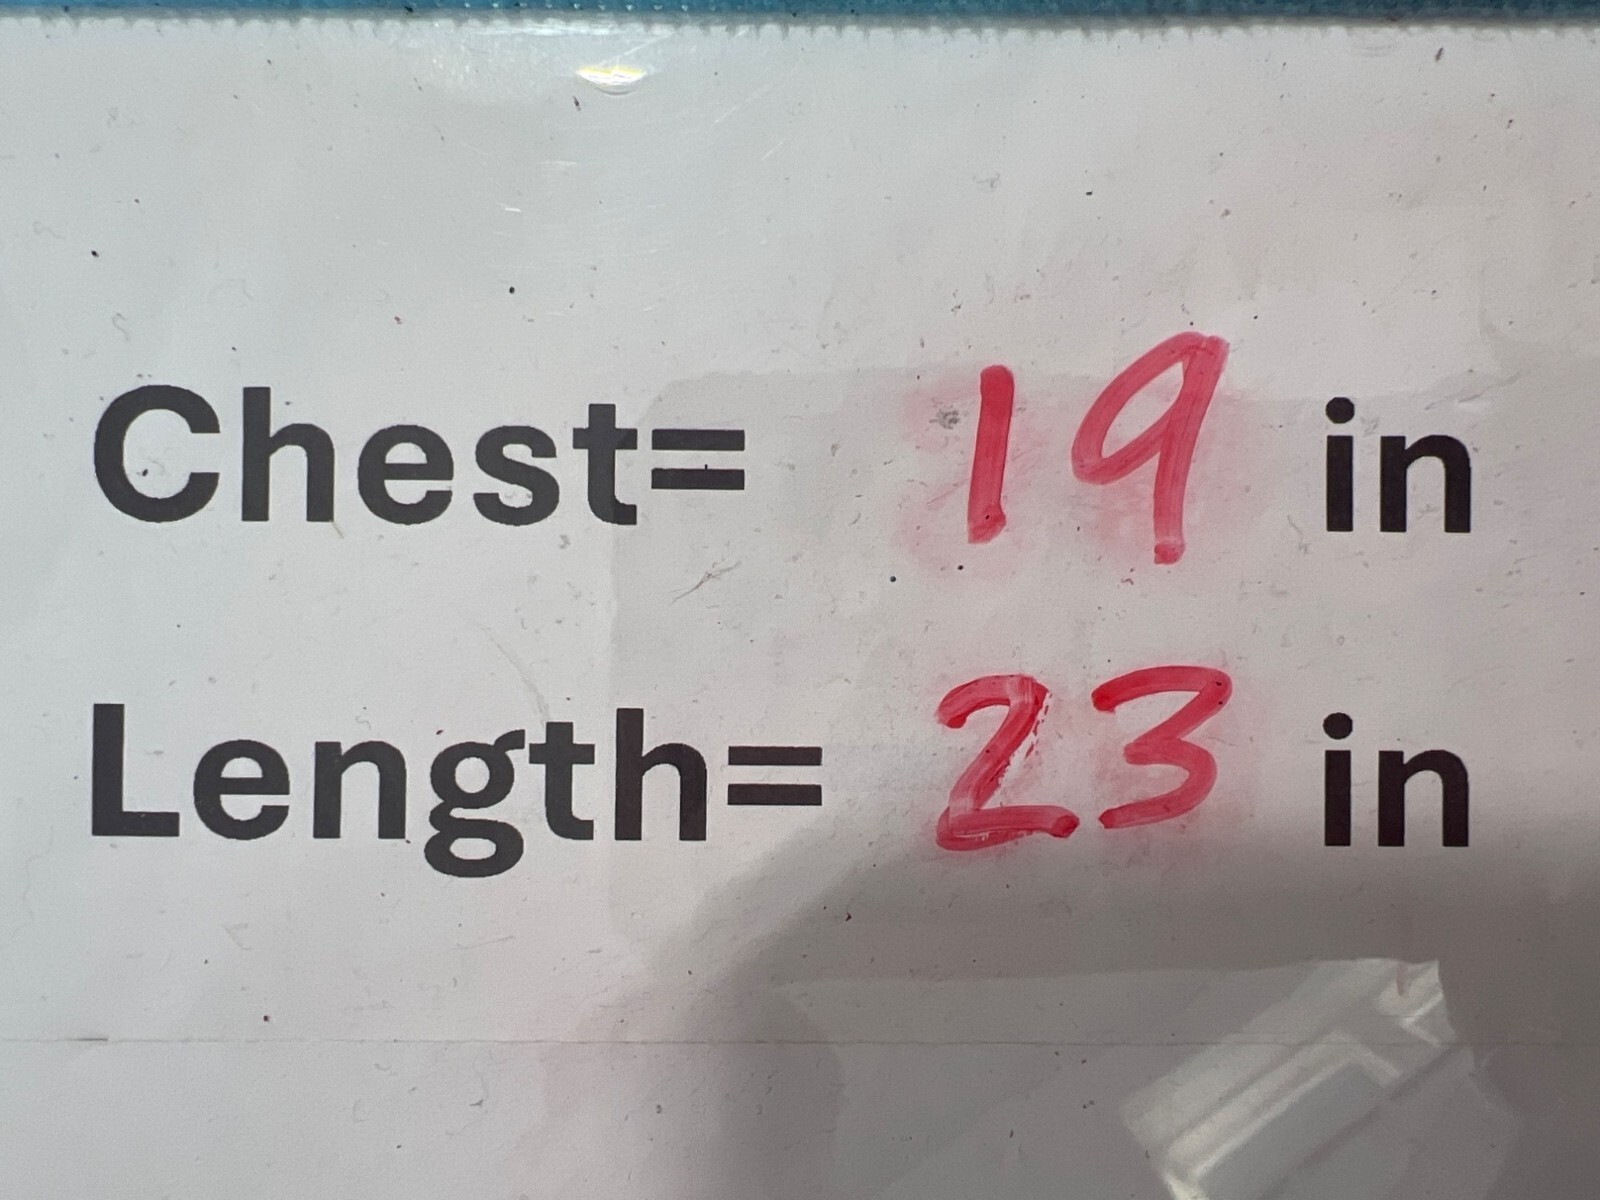 Chest= 19 in
Length= 23 in